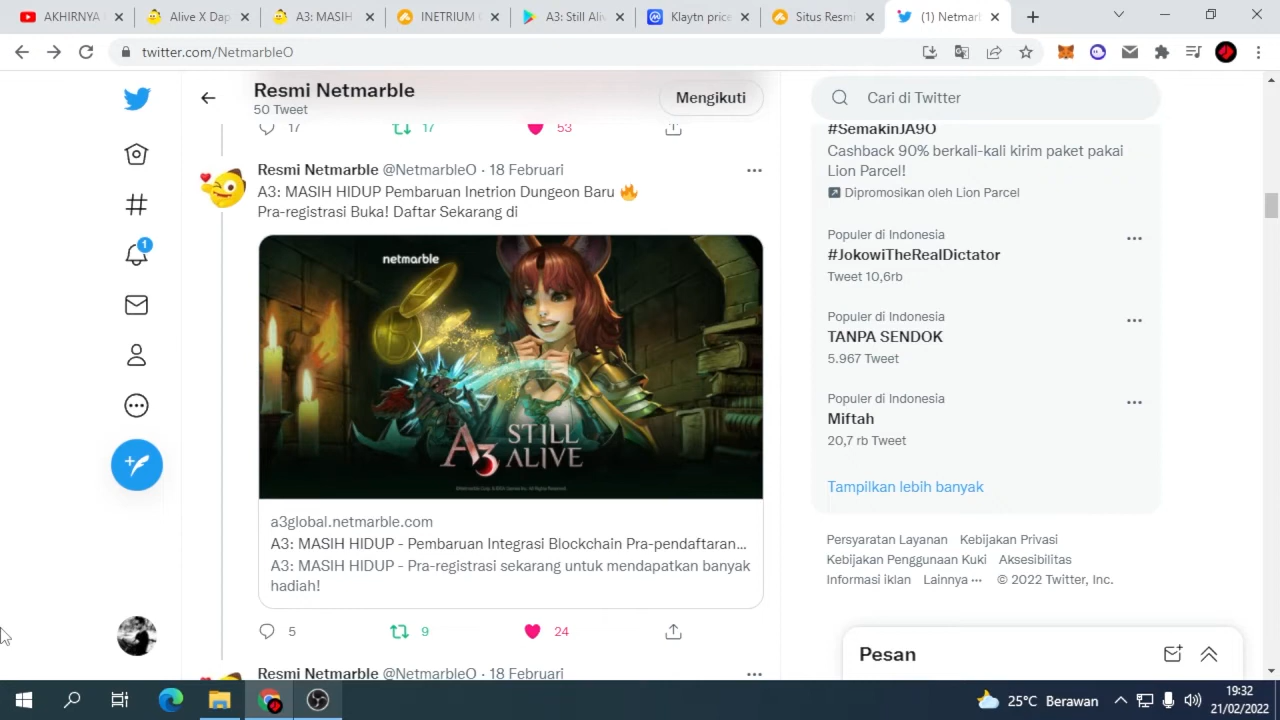 AKHIRNYA
Alive X Dap
A3: MASIH
INETRIUM
A3: Still Aliv
Klaytn price
Situs Resmi
(1) Netmar
twitter.com/NetmarbleO
Resmi Netmarble
50 Tweet
Mengikuti
Cari di Twitter
17
17
53
#SemakinJA9O
Cashback 90% berkali-kali kirim paket pakai
Lion Parcel!
Dipromosikan oleh Lion Parcel
Resmi Netmarble @NetmarbleO · 18 Februari
A3: MASIH HIDUP Pembaruan Inetrion Dungeon Baru 🔥
Pra-registrasi Buka! Daftar Sekarang di
netmarble
A3 STILL
ALIVE
a3global.netmarble.com
A3: MASIH HIDUP - Pembaruan Integrasi Blockchain Pra-pendaftaran...
A3: MASIH HIDUP - Pra-registrasi sekarang untuk mendapatkan banyak
hadiah!
5
9
24
Resmi Netmarble @NetmarbleO · 18 Februari
Populer di Indonesia
#JokowiTheRealDictator
Tweet 10,6rb
Populer di Indonesia
TANPA SENDOK
5.967 Tweet
Populer di Indonesia
Miftah
20,7 rb Tweet
Tampilkan lebih banyak
Persyaratan Layanan Kebijakan Privasi
Kebijakan Penggunaan Kuki Aksesibilitas
Informasi iklan Lainnya ··· © 2022 Twitter, Inc.
Pesan
1
25°C Berawan
19:32
21/02/2022